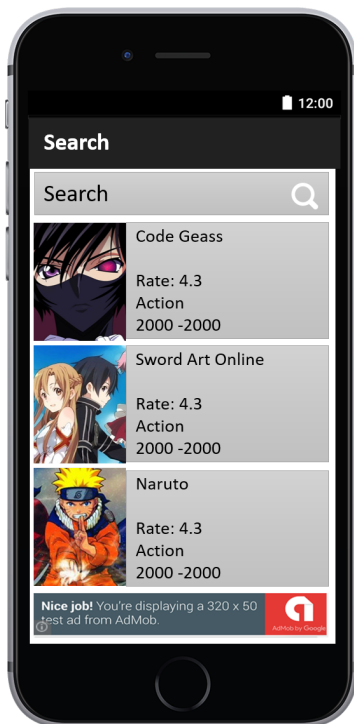 12:00
Search
Search
Code Geass
Rate: 4.3
Action
2000 -2000
Sword Art Online
Rate: 4.3
Action
2000 -2000
Naruto
Rate: 4.3
Action
2000 -2000
Nice job! You're displaying a 320 x 50
test ad from AdMob.
AdMob by Google